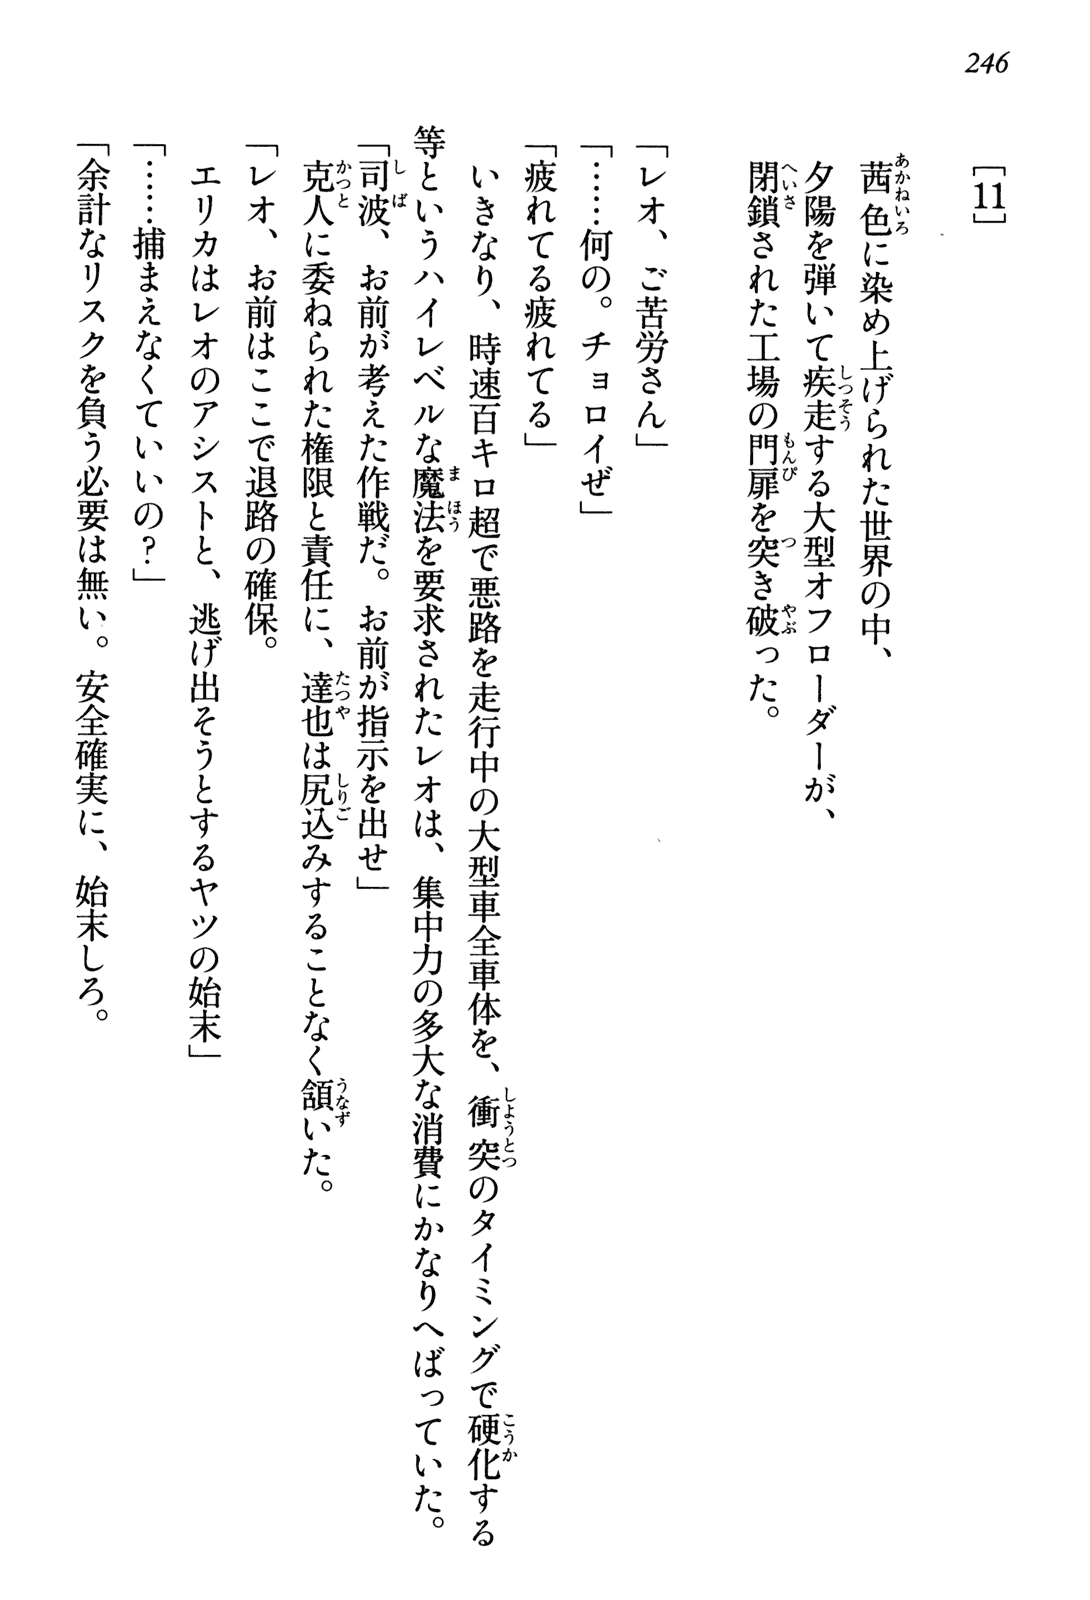 246
[11]
茜色に染め上げられた世界の中、
夕陽を弾いて疾走する大型オフローダーが、
閉鎖された工場の門扉を突き破った。
「レオ、ご苦労さん」
「……何の。チョロイぜ」
「疲れてる疲れてる」
いきなり、時速百キロ超で悪路を走行中の大型車全車体を、衝突のタイミングで硬化する
等というハイレベルな魔法を要求されたレオは、集中力の多大な消費にかなりへばっていた。
「司波、お前が考えた作戦だ。お前が指示を出せ」
克人に委ねられた権限と責任に、達也は尻込みすることなく頷いた。
「レオ、お前はここで退路の確保。
エリカはレオのアシストと、逃げ出そうとするヤツの始末」
「……捕まえなくていいの？」
「余計なリスクを負う必要は無い。安全確実に、始末しろ。